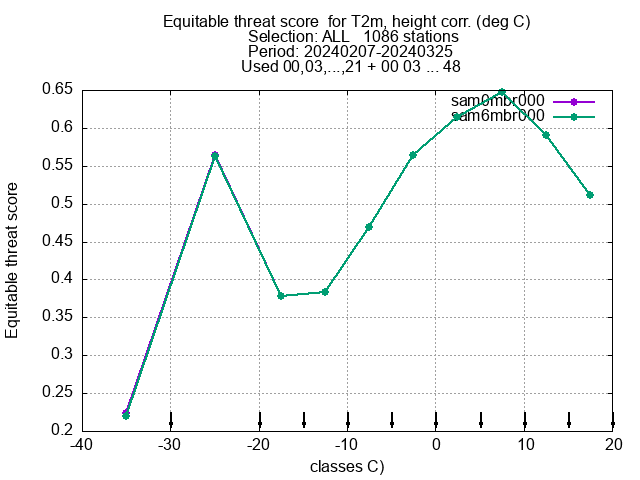 Equitable threat score  for T2m, height corr. (deg C)
Selection: ALL   1086 stations
Period: 20240207-20240325
Used 00,03,...,21 + 00 03 ... 48
sam0mbr000
sam6mbr000
0.65
0.6
0.55
0.5
0.45
0.4
0.35
0.3
0.25
0.2
Equitable threat score
-40 -30 -20 -10 0 10 20
classes C)